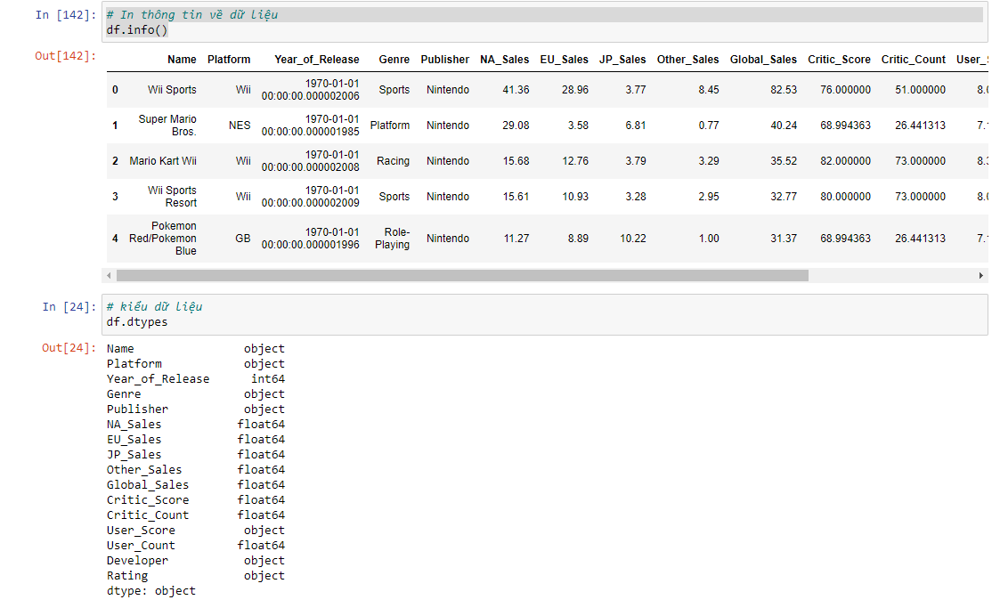 In [142]: # In thông tin về dữ liệu
df.info()
Out[142]:
Name Platform Year_of_Release Genre Publisher NA_Sales EU_Sales JP_Sales Other_Sales Global_Sales Critic_Score Critic_Count User_
0 Wii Sports Wii 1970-01-01 00:00:00.000002006 Sports Nintendo 41.36 28.96 3.77 8.45 82.53 76.000000 51.000000 8.0
1 Super Mario Bros. NES 1970-01-01 00:00:00.000001985 Platform Nintendo 29.08 3.58 6.81 0.77 40.24 68.994363 26.441313 7.
2 Mario Kart Wii Wii 1970-01-01 00:00:00.000002008 Racing Nintendo 15.68 12.76 3.79 3.29 35.52 82.000000 73.000000 8.
3 Wii Sports Resort Wii 1970-01-01 00:00:00.000002009 Sports Nintendo 15.61 10.93 3.28 2.95 32.77 80.000000 73.000000 8.0
4 Pokemon Red/Pokemon Blue GB 1970-01-01 00:00:00.000001996 Role-Playing Nintendo 11.27 8.89 10.22 1.00 31.37 68.994363 26.441313 7.
In [24]: # kiểu dữ liệu
df.dtypes
Out[24]: Name object
Platform object
Year_of_Release int64
Genre object
Publisher object
NA_Sales float64
EU_Sales float64
JP_Sales float64
Other_Sales float64
Global_Sales float64
Critic_Score float64
Critic_Count float64
User_Score object
User_Count float64
Developer object
Rating object
dtype: object